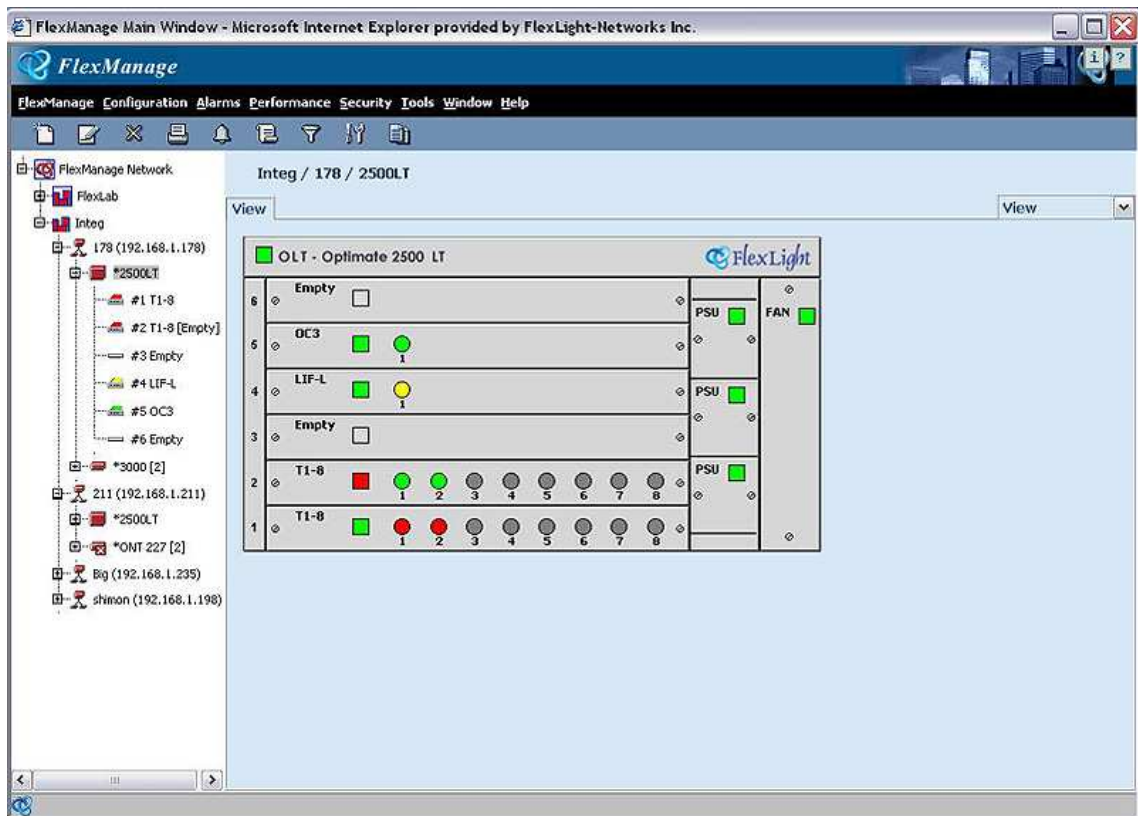 FlexManage Main Window - Microsoft Internet Explorer provided by FlexLight-Networks Inc.
FlexManage
i ?
FlexManage Configuration Alarms Performance Security Tools Window Help
FlexManage Network
FlexLab
Integ
178 (192.168.1.178)
*2500LT
#1 T1-8
#2 T1-8 [Empty]
#3 Empty
#4 LIF-L
#5 OC3
#6 Empty
*3000 [2]
211 (192.168.1.211)
*2500LT
*ONT 227 [2]
Big (192.168.1.235)
shimon (192.168.1.198)
Integ / 178 / 2500LT
View
View
OLT - Optimate 2500 LT
FlexLight
6 Empty
5 OC3
1
4 LIF-L
1
3 Empty
2 T1-8
1 2 3 4 5 6 7 8
1 T1-8
1 2 3 4 5 6 7 8
PSU
PSU
PSU
FAN